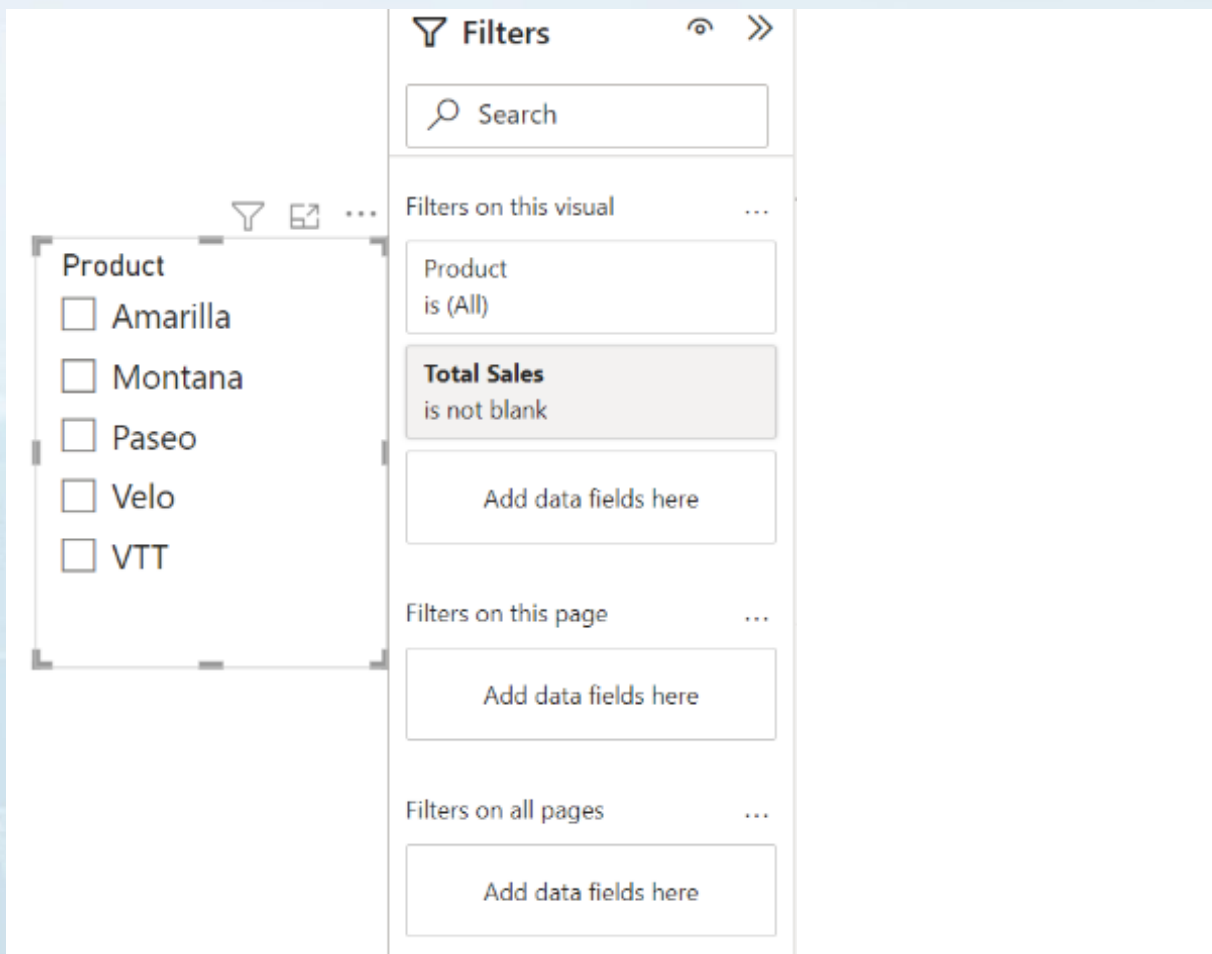 Filters
Search
Filters on this visual
...
Product
Amarilla
Montana
Paseo
Velo
VTT
Product
is (All)
Total Sales
is not blank
Add data fields here
Filters on this page
...
Add data fields here
Filters on all pages
...
Add data fields here